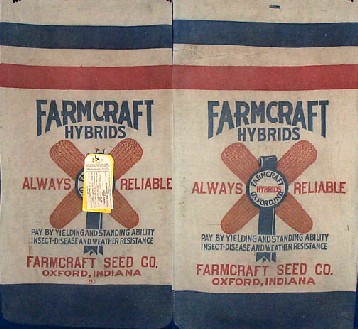 FARMCRAFT
HYBRIDS
ALWAYS RELIABLE
PAY BY YIELDING AND STANDING ABILITY
INSECT-DISEASE AND WEATHER RESISTANCE
FARMCRAFT SEED CO.
OXFORD, INDIANA
FARMCRAFT
HYBRIDS
ALWAYS RELIABLE
FARMCRAFT
HYBRIDS
OXFORD, IND.
PAY BY YIELDING AND STANDING ABILITY
INSECT-DISEASE AND WEATHER RESISTANCE
FARMCRAFT SEED CO.
OXFORD, INDIANA